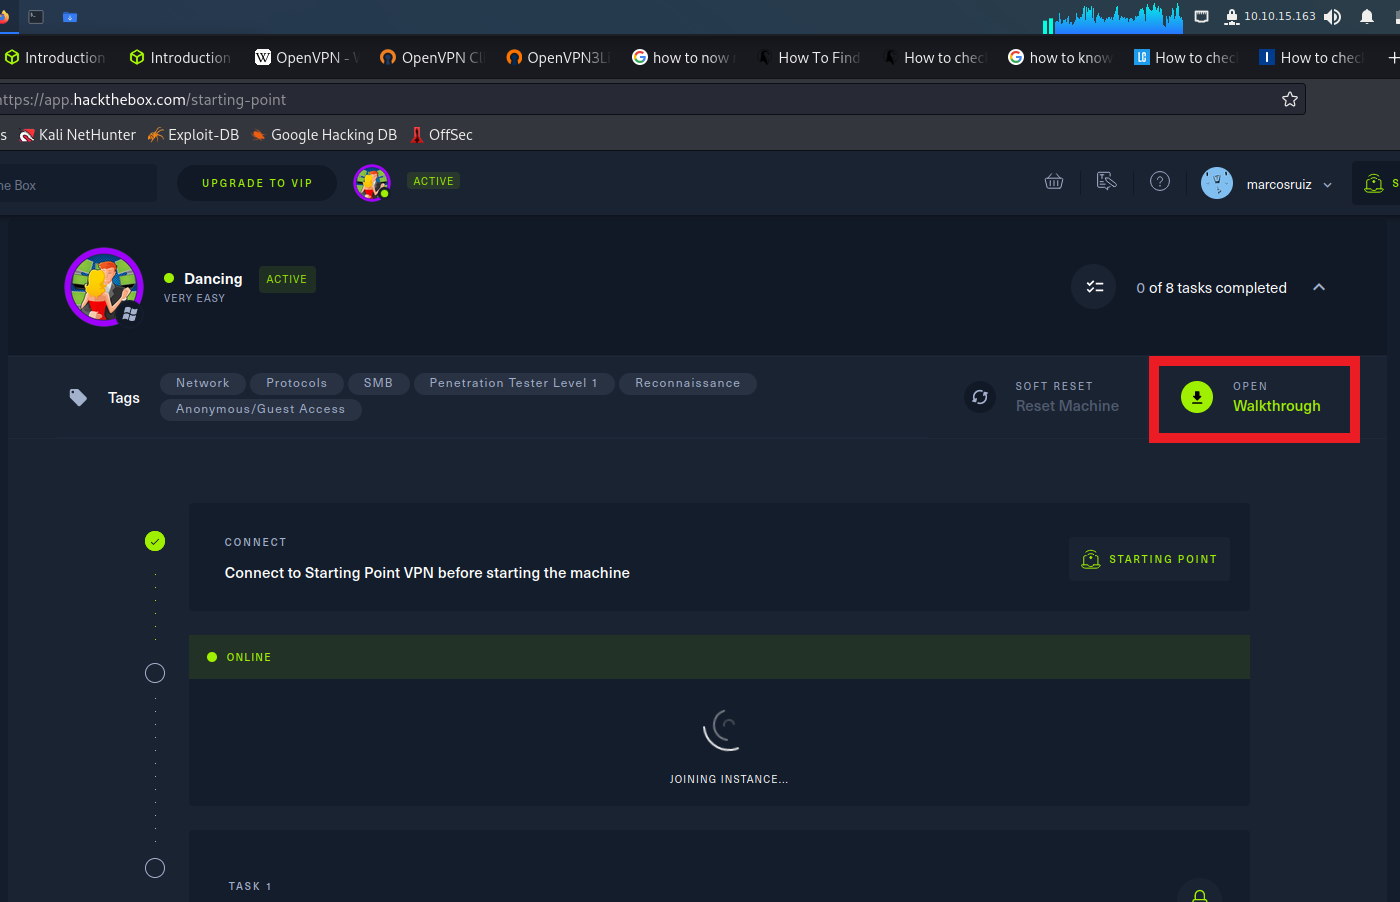 10.10.15.163
Introduction Introduction OpenVPN - OpenVPN Cl OpenVPN3Li how to now How To Find How to chec how to know How to chec How to chec
https://app.hackthebox.com/starting-point
s Kali NetHunter Exploit-DB Google Hacking DB OffSec
he Box UPGRADE TO VIP ACTIVE marcosruiz S
Dancing ACTIVE
VERY EASY
0 of 8 tasks completed
Tags
Network Protocols SMB Penetration Tester Level 1 Reconnaissance
Anonymous/Guest Access
SOFT RESET
Reset Machine
OPEN
Walkthrough
CONNECT
Connect to Starting Point VPN before starting the machine
STARTING POINT
ONLINE
JOINING INSTANCE...
TASK 1